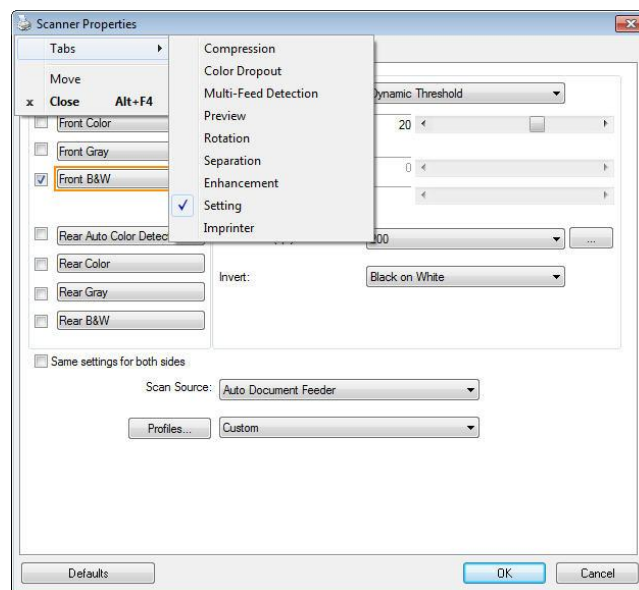 Scanner Properties
Tabs
Move
x Close Alt+F4
Compression
Color Dropout
Multi-Feed Detection
Preview
Rotation
Separation
Enhancement
Setting
Imprinter
Dynamic Threshold
Front Color
20
Front Gray
0
Front B&W
Rear Auto Color Detec
200
...
Rear Color
Invert:
Black on White
Rear Gray
Rear B&W
Same settings for both sides
Scan Source:
Auto Document Feeder
Profiles...
Custom
Defaults
OK
Cancel